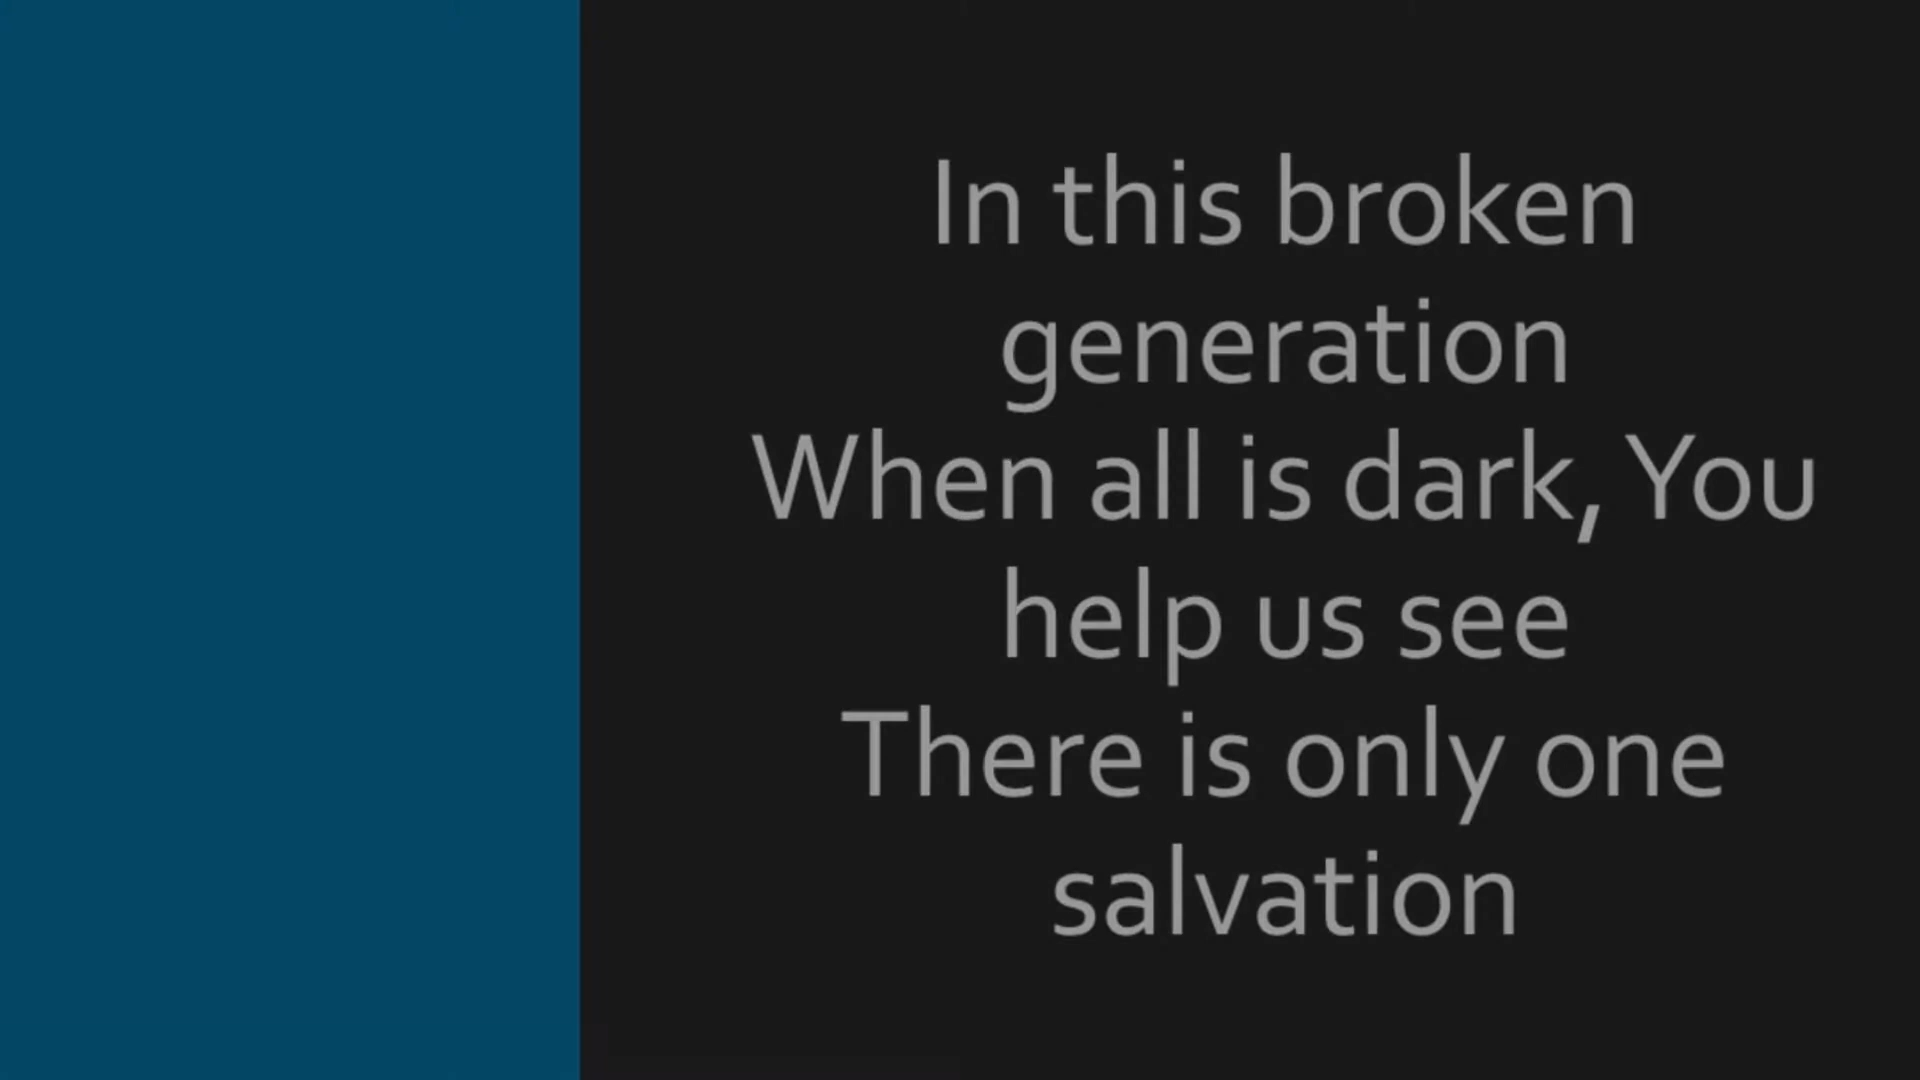 In this broken
generation
When all is dark, You
help us see
There is only one
salvation